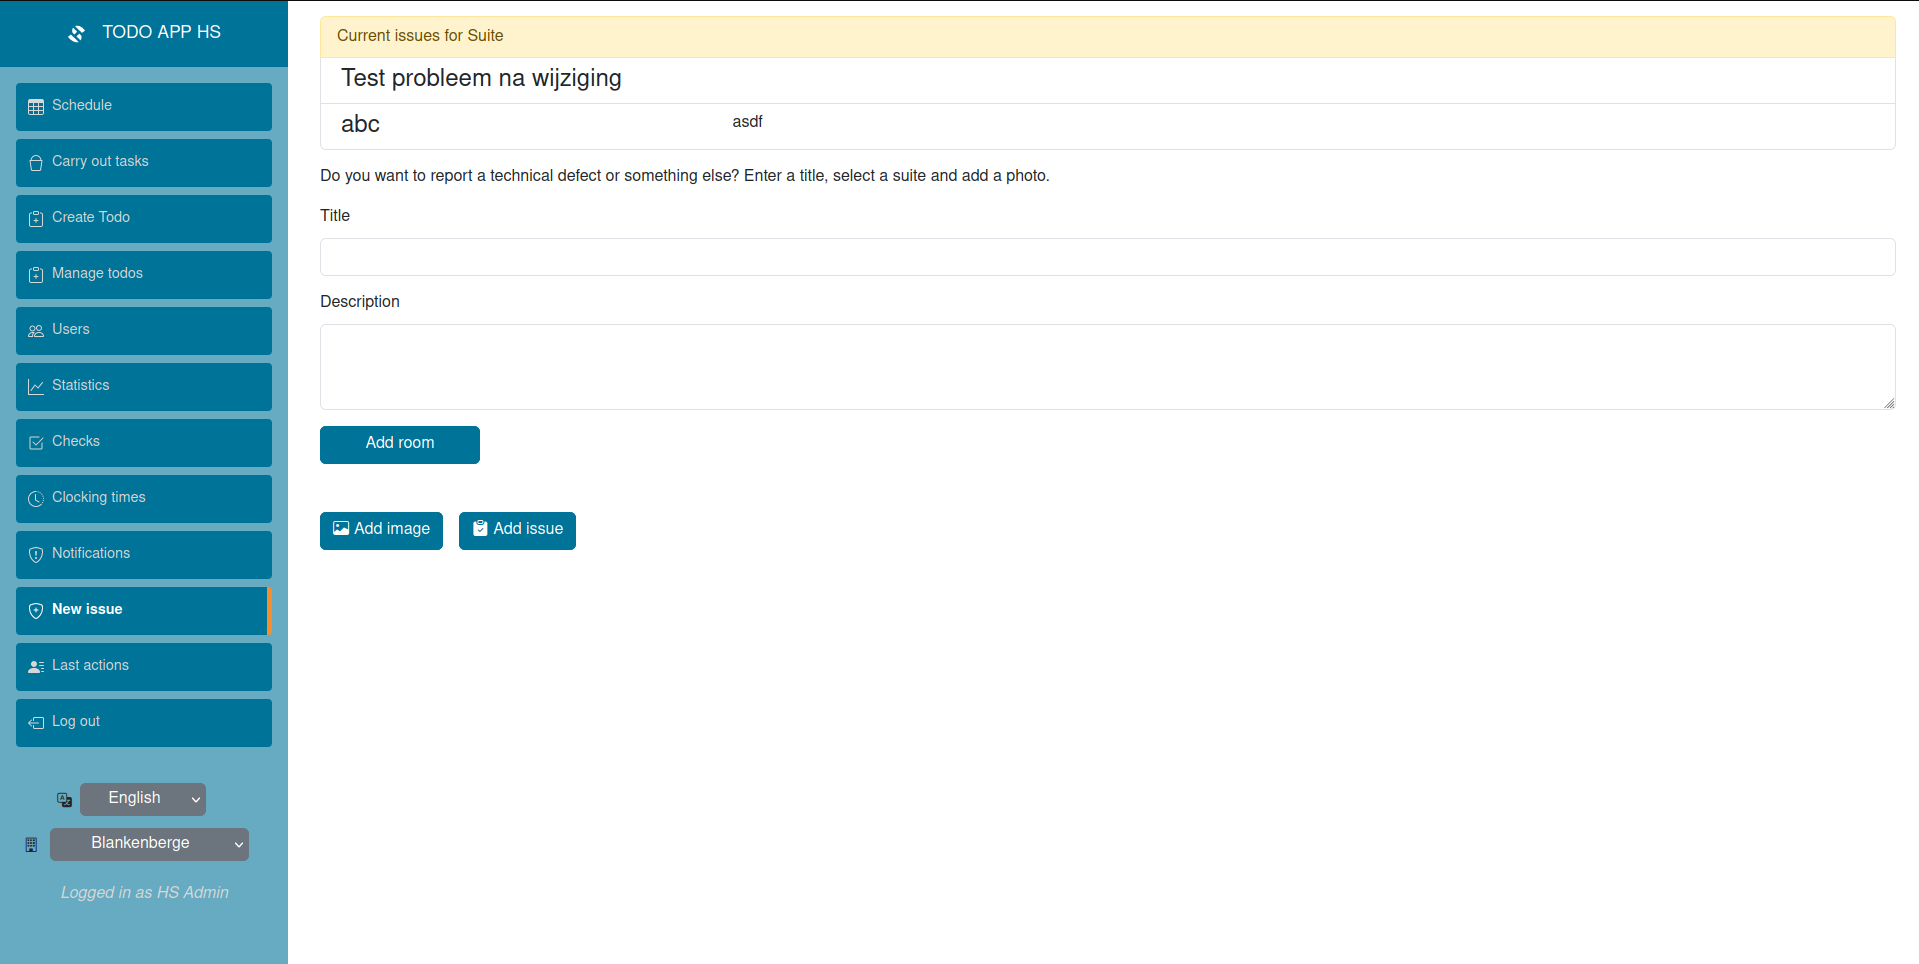 TODO APP HS
Schedule
Carry out tasks
Create Todo
Manage todos
Users
Statistics
Checks
Clocking times
Notifications
New issue
Last actions
Log out
English
Blankenberge
Logged in as HS Admin
Current issues for Suite
Test probleem na wijziging
abc asdf
Do you want to report a technical defect or something else? Enter a title, select a suite and add a photo.
Title
Description
Add room
Add image Add issue